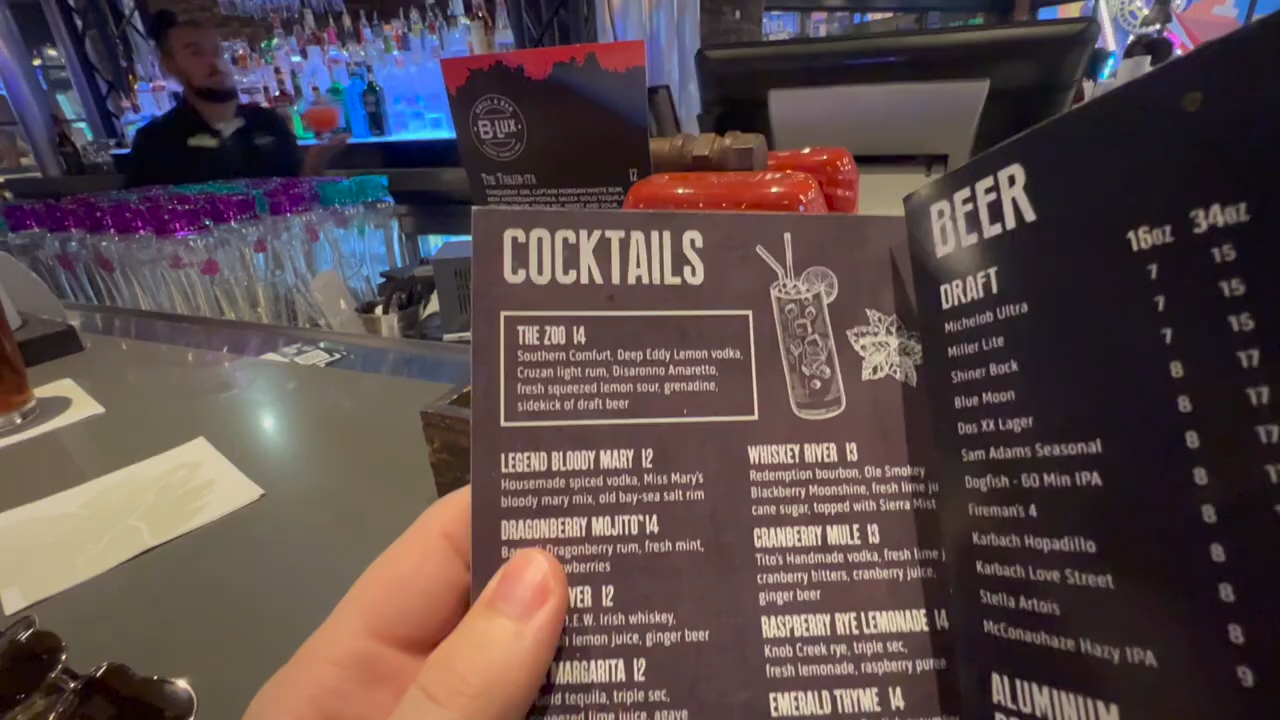 GRILL & BAR
B-LUX
12
COCKTAILS
THE ZOO 14
Southern Comfurt, Deep Eddy Lemon vodka,
Cruzan light rum, Disaronno Amaretto,
fresh squeezed lemon sour, grenadine,
sidekick of draft beer
LEGEND BLOODY MARY 12
Housemade spiced vodka, Miss Mary's
bloody mary mix, old bay-sea salt rim
DRAGONBERRY MOJITO 14
Dragonberry rum, fresh mint,
12
Irish whiskey,
lemon juice, ginger beer
MARGARITA 12
tequila, triple sec,
lime juice, agave
WHISKEY RIVER 13
Redemption bourbon, Ole Smokey
Blackberry Moonshine, fresh lime ju
cane sugar, topped with Sierra Mist
CRANBERRY MULE 13
Tito's Handmade vodka, fresh lime j
cranberry bitters, cranberry juice,
ginger beer
RASPBERRY RYE LEMONADE 14
Knob Creek rye, triple sec,
fresh lemonade, raspberry puree
EMERALD THYME 14
BEER
16oz 34oz
DRAFT
Michelob Ultra 7 15
Miller Lite 7 15
Shiner Bock 7 15
Blue Moon 8 17
Dos XX Lager 8 17
Sam Adams Seasonal 8 17
Dogfish - 60 Min IPA 8
Fireman's 4 8
Karbach Hopadillo 8
Karbach Love Street 8
Stella Artois 8
McConauhaze Hazy IPA 9
ALUMINUM